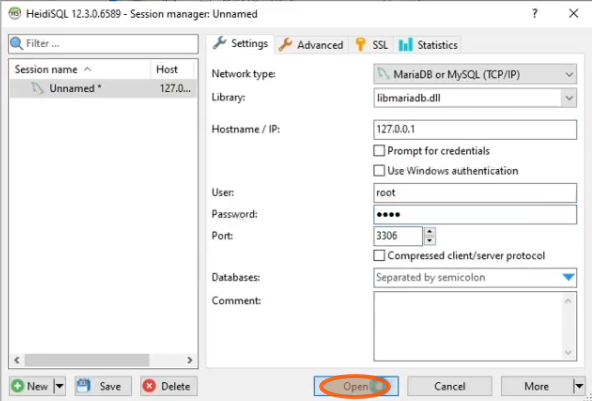 HeidiSQL 12.3.0.6589 - Session manager: Unnamed
Filter ...
Session name Host
Unnamed * 127.0...
Settings Advanced SSL Statistics
Network type: MariaDB or MySQL (TCP/IP)
Library: libmariadb.dll
Hostname / IP: 127.0.0.1
Prompt for credentials
Use Windows authentication
User: root
Password: ●●●●
Port: 3306
Compressed client/server protocol
Databases: Separated by semicolon
Comment:
New Save Delete Open Cancel More